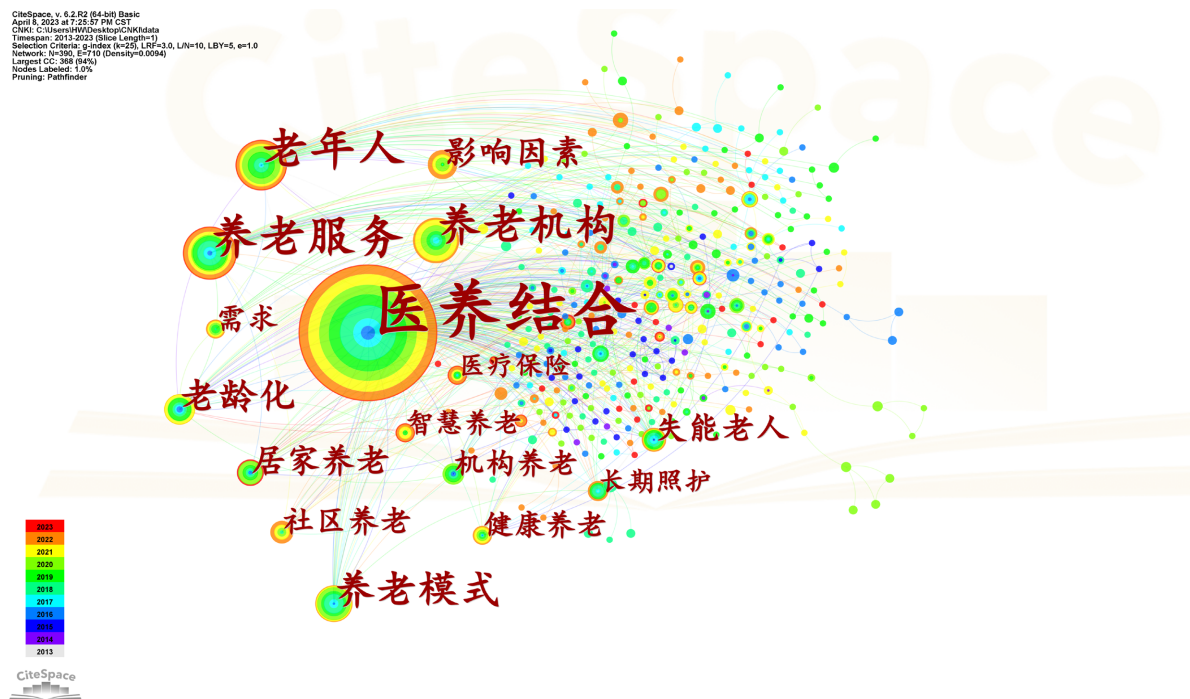 CiteSpace, v. 6.2.R2 (64-bit) Basic
April 8, 2023 at 7:25:57 PM CST
CNKI: C:\Users\HW\Desktop\CNKI\data
Timespan: 2013-2023 (Slice Length=1)
Selection Criteria: g-index (k=25), LRF=3.0, L/N=10, LBY=5, e=1.0
Network: N=390, E=710 (Density=0.0094)
Largest CC: 368 (94%)
Nodes Labeled: 1.0%
Pruning: Pathfinder
CiteSpace
老年人
影响因素
养老服务
养老机构
医养结合
需求
医疗保险
老龄化
智慧养老
失能老人
居家养老
机构养老
长期照护
社区养老
健康养老
养老模式
2023
2022
2021
2020
2019
2018
2017
2016
2015
2014
2013
CiteSpace